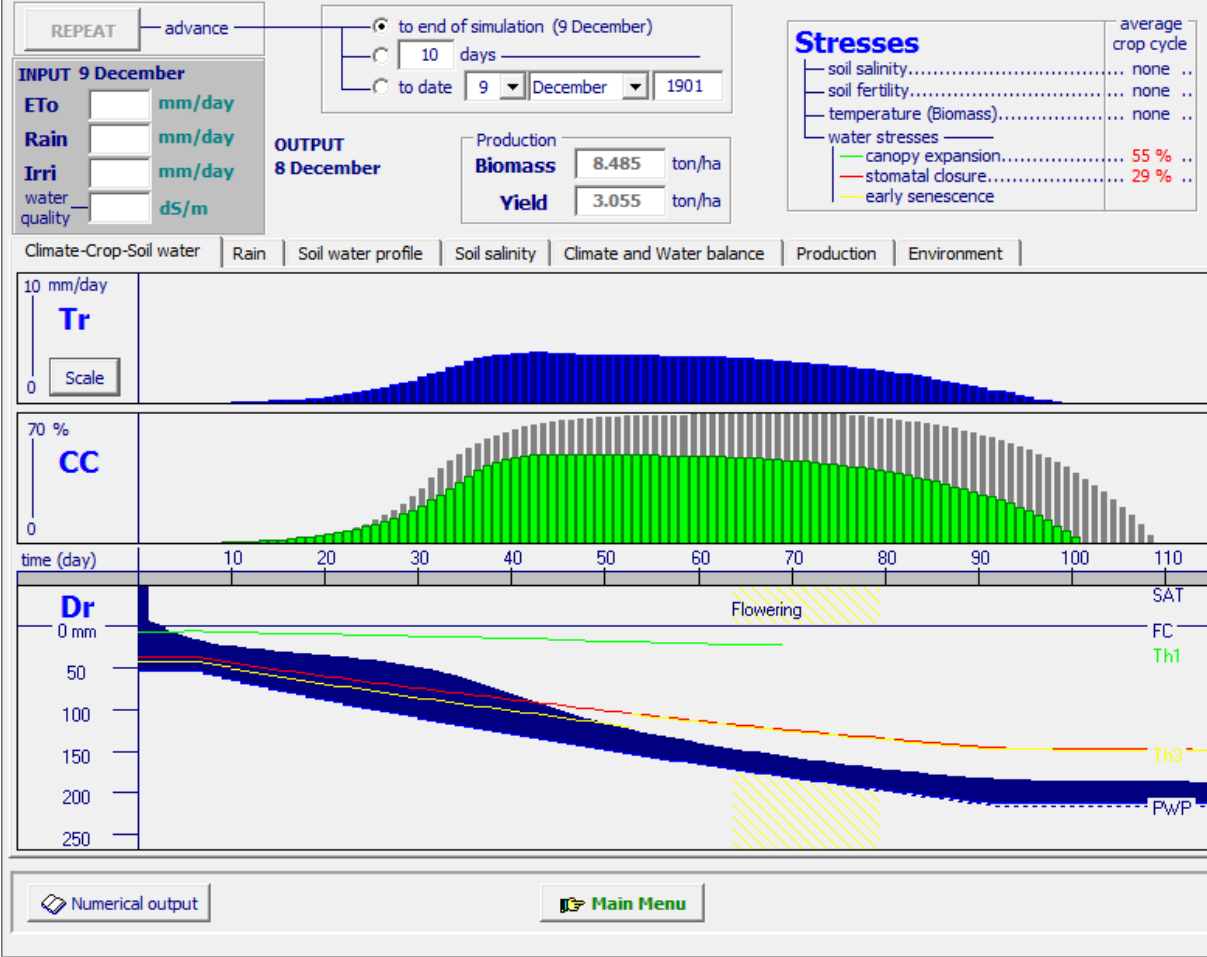 REPEAT
advance
to end of simulation (9 December)
10 days
to date 9 December 1901
INPUT 9 December
ETo mm/day
Rain mm/day
Irri mm/day
water quality dS/m
OUTPUT
8 December
Production
Biomass 8.485 ton/ha
Yield 3.055 ton/ha
Stresses
average
crop cycle
soil salinity.................................... none ..
soil fertility.................................... none ..
temperature (Biomass)..................... none ..
water stresses
canopy expansion.................... 55 % ..
stomatal closure...................... 29 % ..
early senescence
Climate-Crop-Soil water Rain Soil water profile Soil salinity Climate and Water balance Production Environment
10 mm/day
Tr
0
Scale
70 %
CC
0
time (day) 10 20 30 40 50 60 70 80 90 100 110
Dr
0 mm
50
100
150
200
250
Flowering
SAT
FC
Th1
Th3
PWP
Numerical output
Main Menu